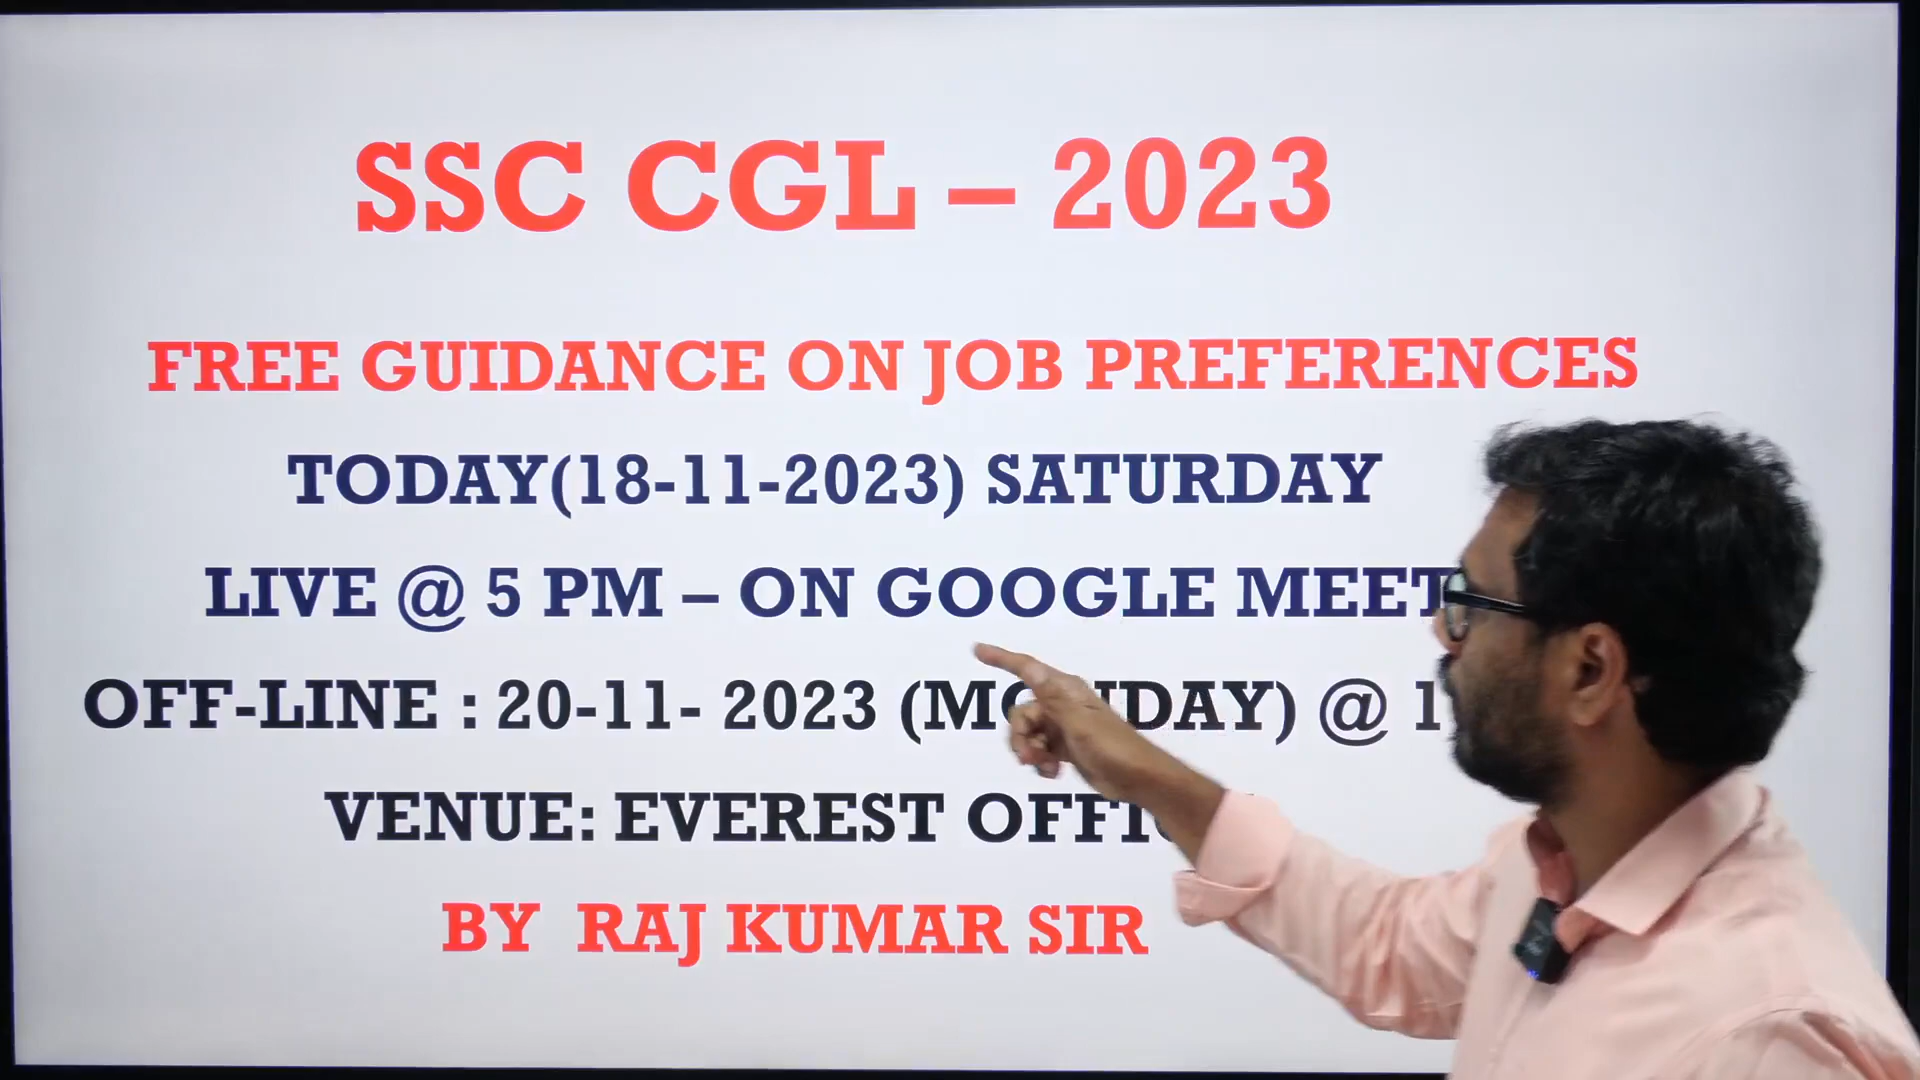 SSC CGL – 2023
FREE GUIDANCE ON JOB PREFERENCES
TODAY(18-11-2023) SATURDAY
LIVE @ 5 PM – ON GOOGLE MEET
OFF-LINE : 20-11- 2023 (MONDAY) @
VENUE: EVEREST
BY RAJ KUMAR SIR